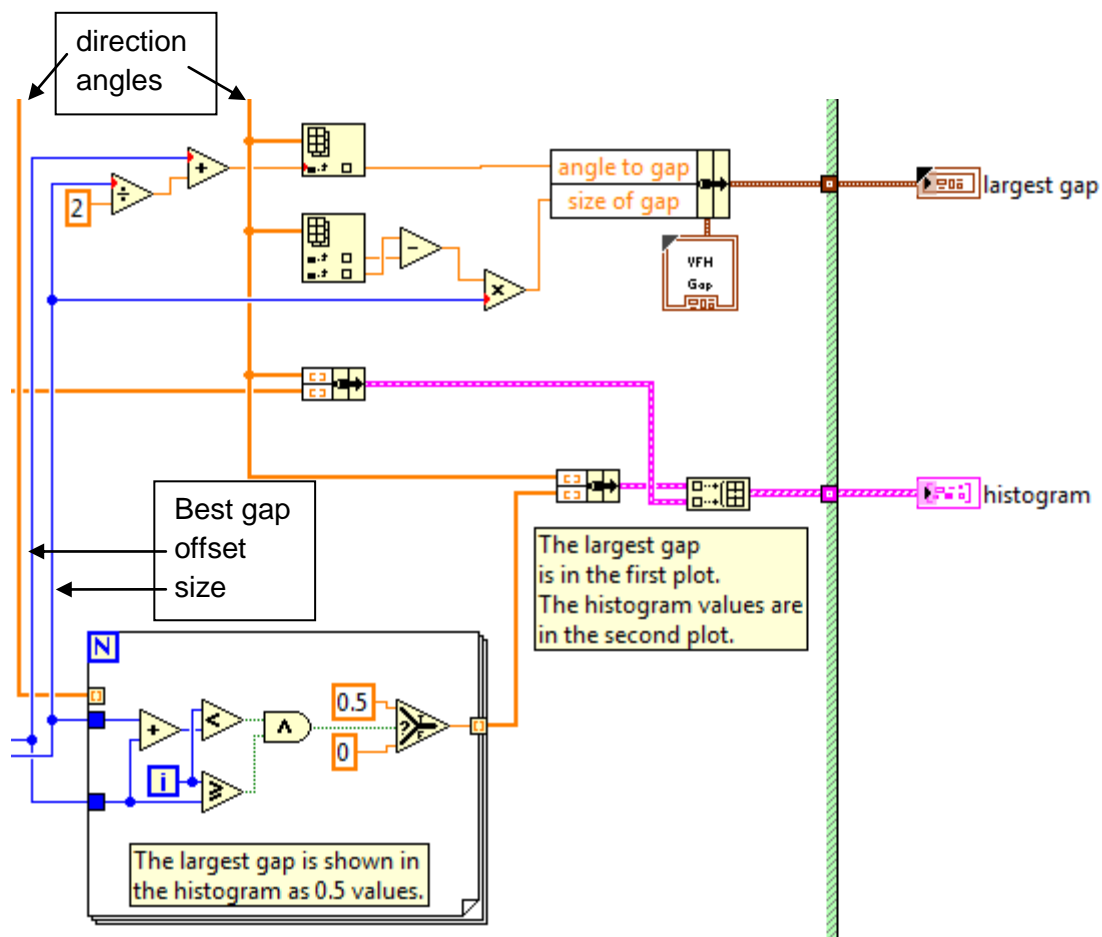 direction
angles
2
+
÷
angle to gap
size of gap
largest gap
−
x
VFH
Gap
Best gap
offset
size
histogram
The largest gap
is in the first plot.
The histogram values are
in the second plot.
N
0.5
+
<
∧
?
T
F
0
i
≥
The largest gap is shown in
the histogram as 0.5 values.